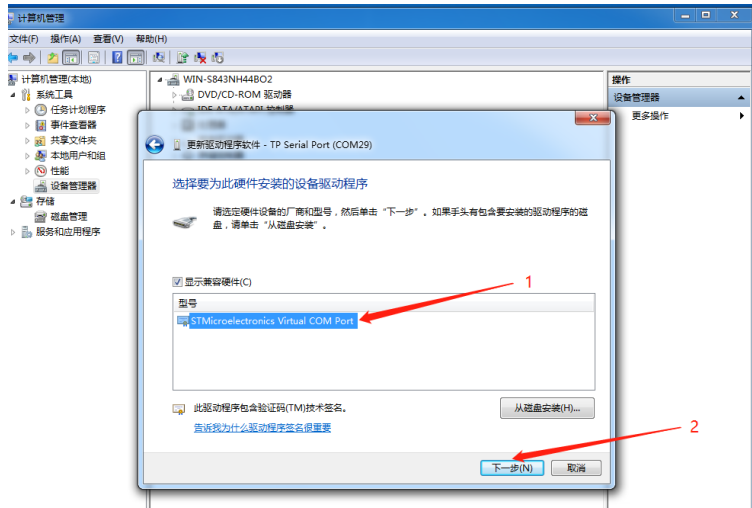 计算机管理
文件(F) 操作(A) 查看(V) 帮助(H)
计算机管理(本地)
系统工具
任务计划程序
事件查看器
共享文件夹
本地用户和组
性能
设备管理器
存储
磁盘管理
服务和应用程序
WIN-S843NH44BO2
DVD/CD-ROM 驱动器
IDE ATA/ATAPI 控制器
操作
设备管理器
更多操作
更新驱动程序软件 - TP Serial Port (COM29)
选择要为此硬件安装的设备驱动程序
请选定硬件设备的厂商和型号，然后单击“下一步”。如果手头有包含要安装的驱动程序的磁
盘，请单击“从磁盘安装”。
显示兼容硬件(C)
1
型号
STMicroelectronics Virtual COM Port
此驱动程序包含验证码(TM)技术签名。
从磁盘安装(H)...
告诉我为什么驱动程序签名很重要
2
下一步(N)
取消